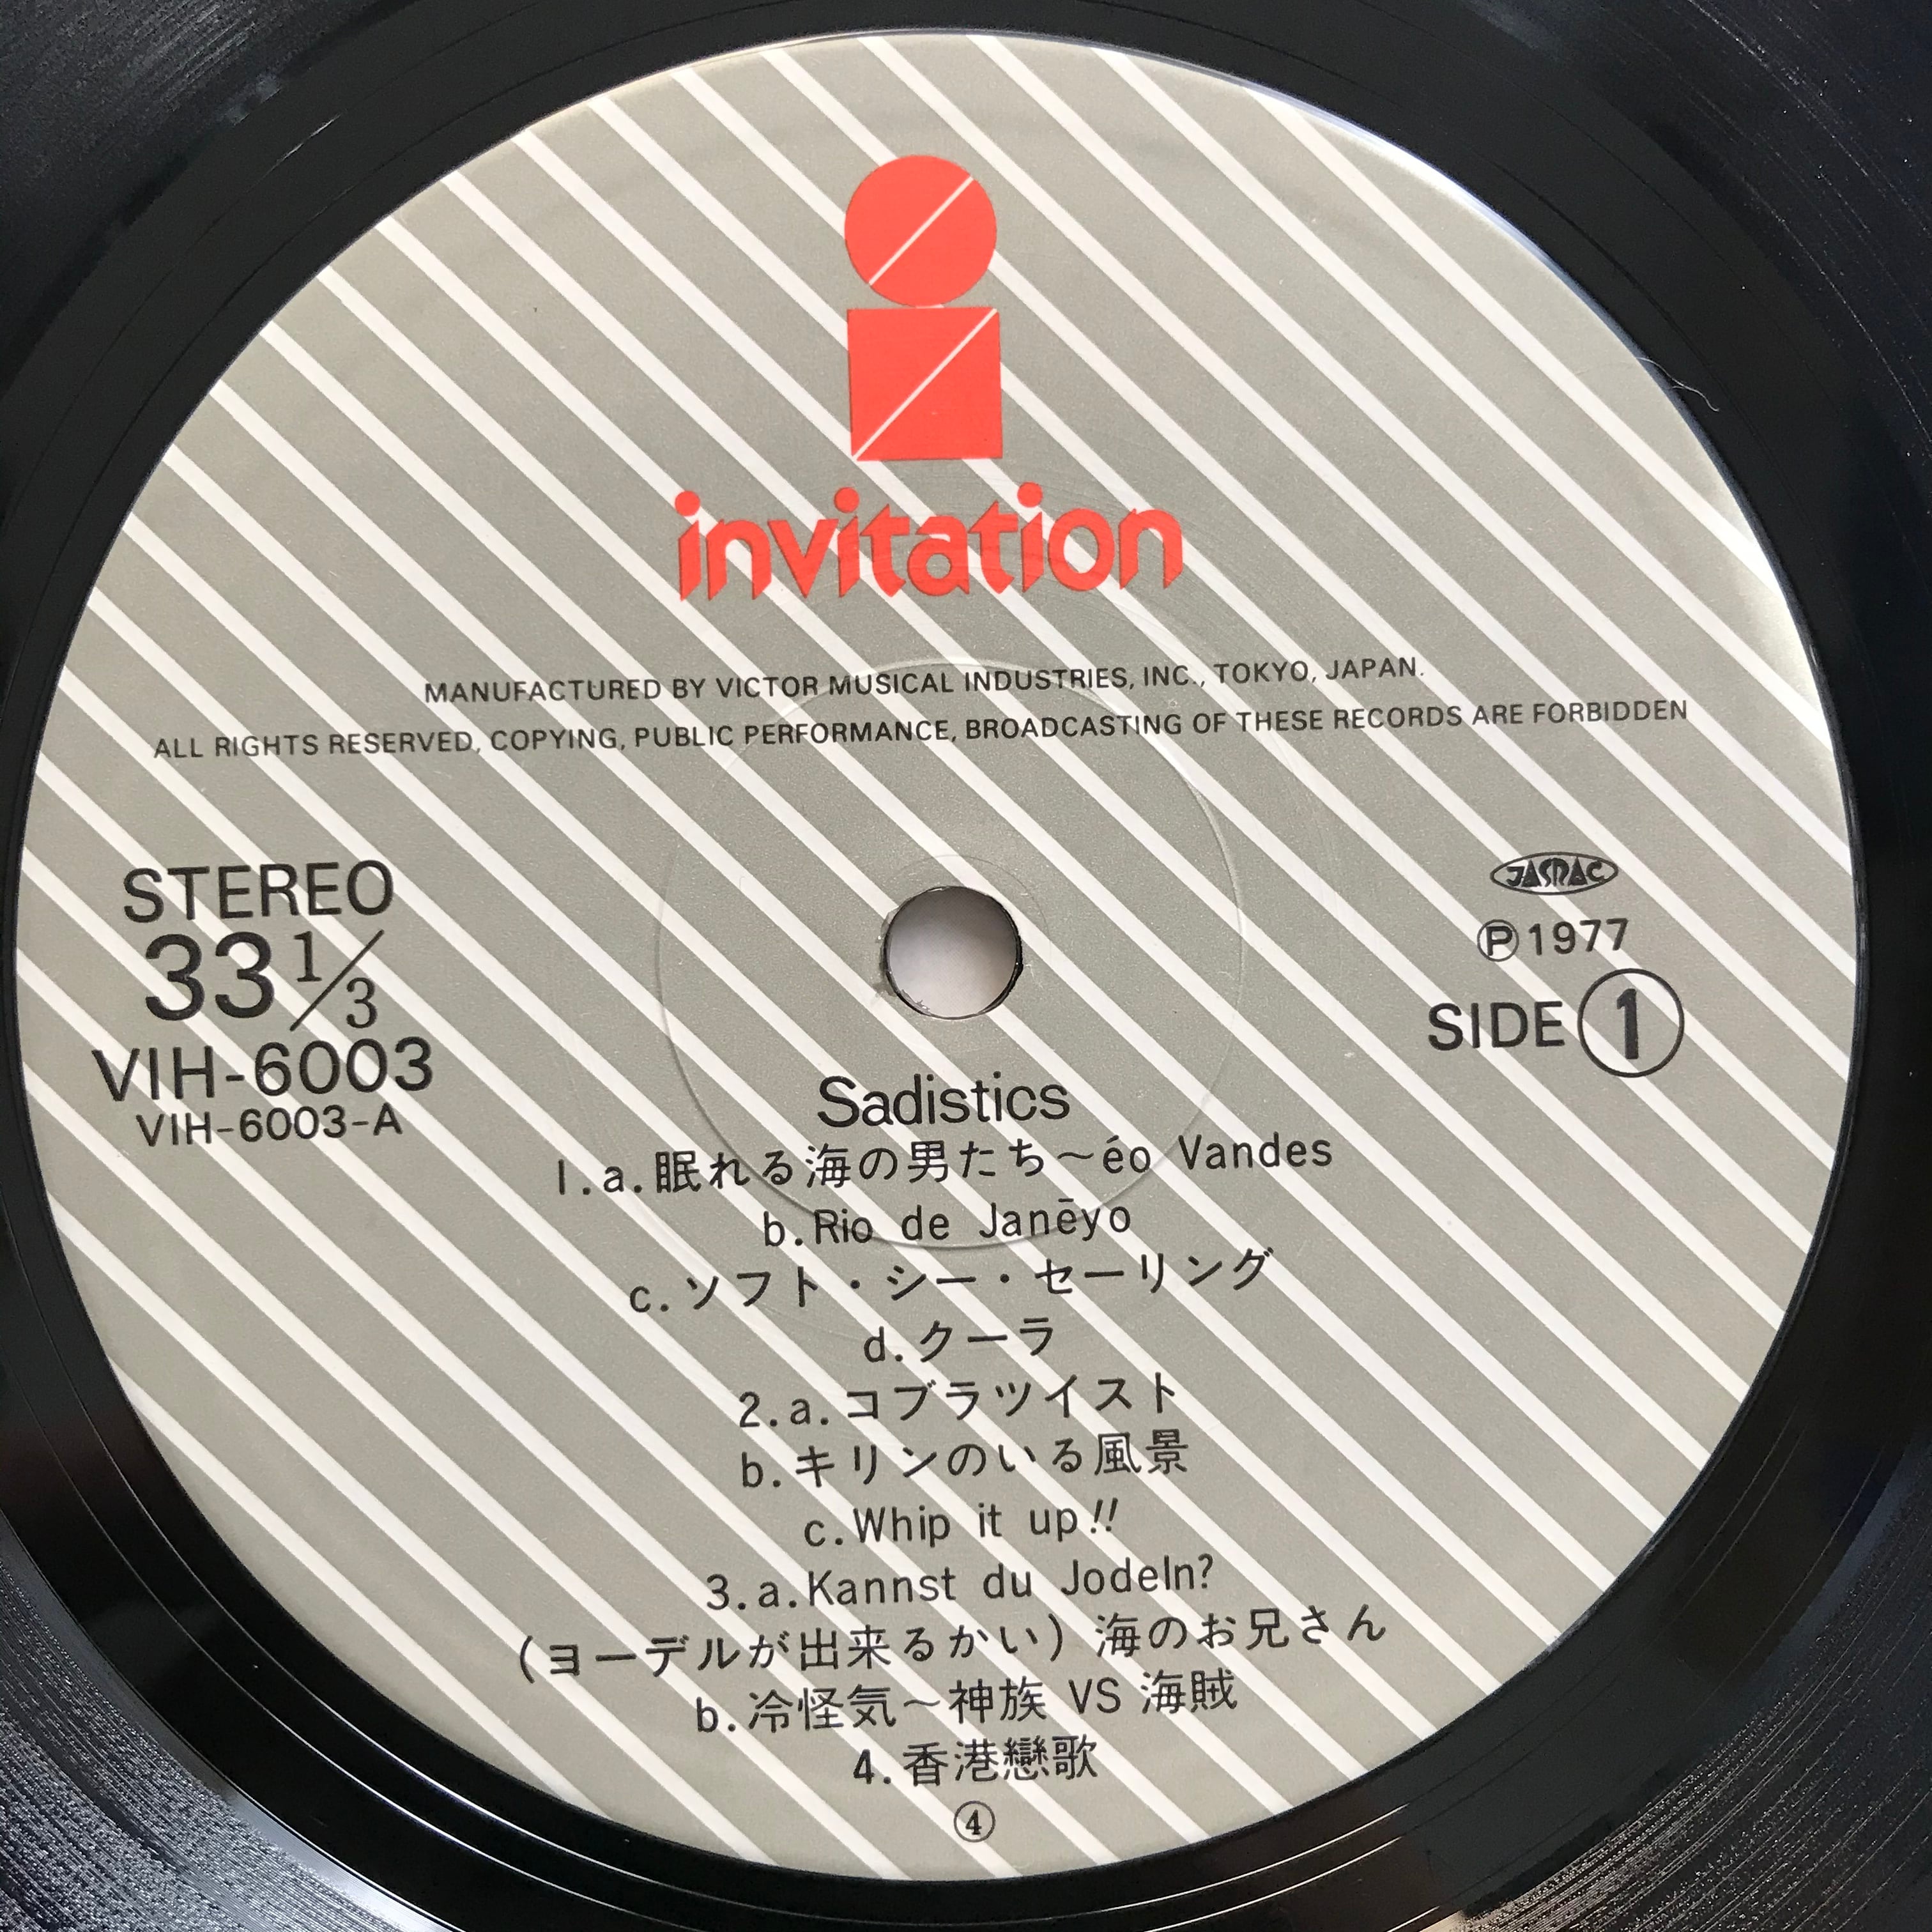 invitation
MANUFACTURED BY VICTOR MUSICAL INDUSTRIES, INC., TOKYO, JAPAN.
ALL RIGHTS RESERVED, COPYING, PUBLIC PERFORMANCE, BROADCASTING OF THESE RECORDS ARE FORBIDDEN
STEREO
33 1/3
VIH-6003
VIH-6003-A
JASRAC
Ⓟ1977
SIDE ①
Sadistics
1.a.眠れる海の男たち～éo Vandes
b.Rio de Janēyo
c.ソフト・シー・セーリング
d.クーラ
2.a.コブラツイスト
b.キリンのいる風景
c.Whip it up!!
3.a.Kannst du Jodeln?
(ヨーデルが出来るかい) 海のお兄さん
b.冷怪気～神族 VS 海賊
4.香港戀歌
④